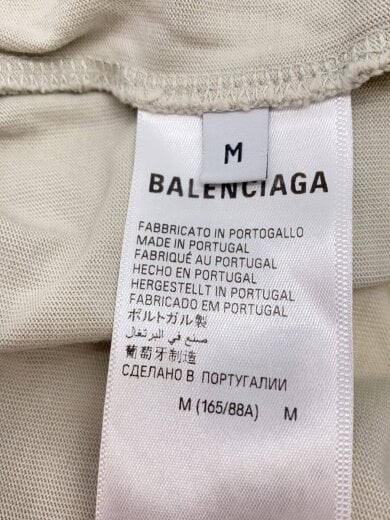 M
BALENCIAGA
FABBRICATO IN PORTOGALLO
MADE IN PORTUGAL
FABRIQUÉ AU PORTUGAL
HECHO EN PORTUGAL
HERGESTELLT IN PORTUGAL
FABRICADO EM PORTUGAL
ポルトガル製
صنع في البرتغال
葡萄牙制造
СДЕЛАНО В ПОРТУГАЛИИ
M (165/88A) M